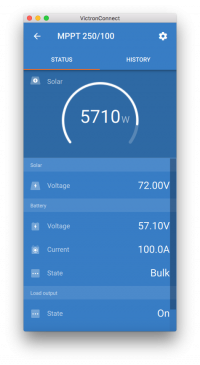 VictronConnect
MPPT 250/100
STATUS HISTORY
Solar
5710W
Solar
Voltage 72.00V
Battery
Voltage 57.10V
Current 100.0A
State Bulk
Load output
State On